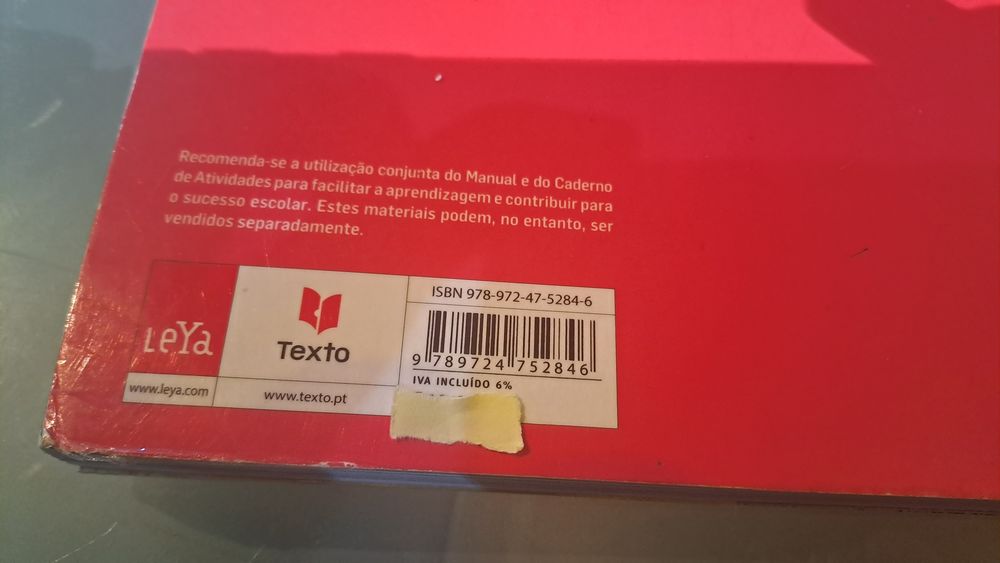 Recomenda-se a utilização conjunta do Manual e do Caderno
de Atividades para facilitar a aprendizagem e contribuir para
o sucesso escolar. Estes materiais podem, no entanto, ser
vendidos separadamente.
LeYa
www.leya.com
Texto
www.texto.pt
ISBN 978-972-47-5284-6
9 789724 752846
IVA INCLUÍDO 6%